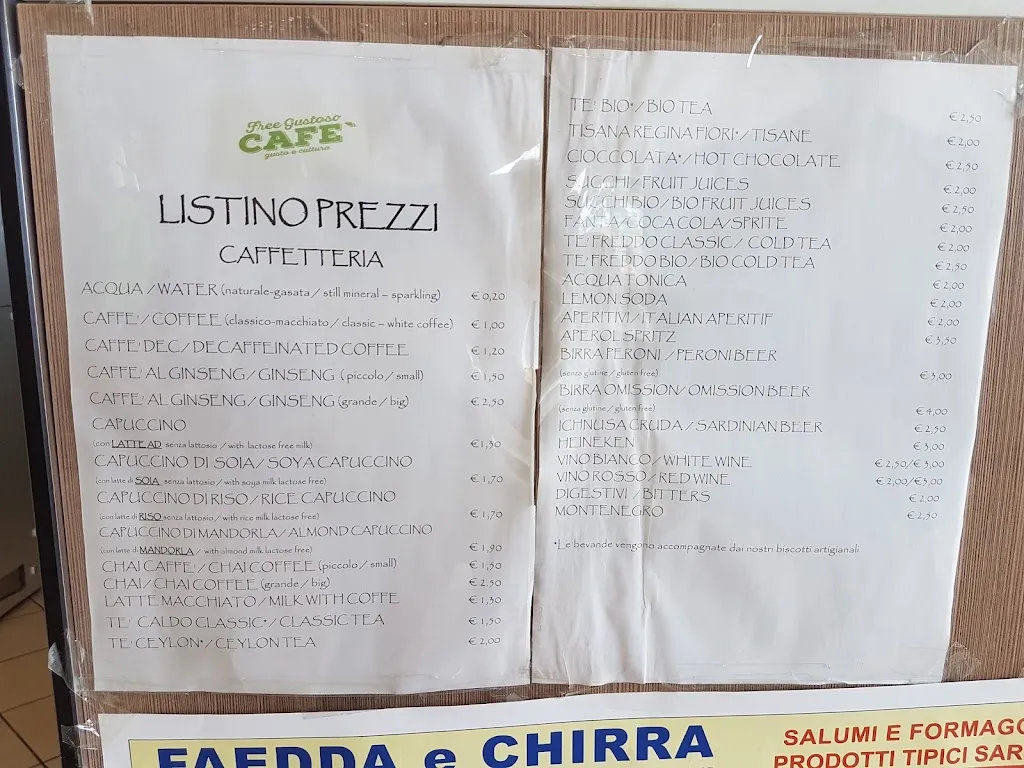 Free Gustoso
CAFE'
gusto e cultura
LISTINO PREZZI
CAFFETTERIA
ACQUA / WATER (naturale-gasata / still mineral – sparkling) € 0,20
CAFFE' / COFFEE (classico-macchiato / classic – white coffee) € 1,00
CAFFE' DEC / DECAFFEINATED COFFEE € 1,20
CAFFE' AL GINSENG / GINSENG ( piccolo / small) € 1,50
CAFFE' AL GINSENG / GINSENG (grande / big) € 2,50
CAPUCCINO
(con LATTE AD senza lattosio / with lactose free milk) € 1,30
CAPUCCINO DI SOIA / SOYA CAPUCCINO
(con latte di SOIA senza lattosio / with soya milk lactose free) € 1,70
CAPUCCINO DI RISO / RICE CAPUCCINO
(con latte di RISO senza lattosio / with rice milk lactose free) € 1,70
CAPUCCINO DI MANDORLA / ALMOND CAPUCCINO
(con latte di MANDORLA / with almond milk lactose free) € 1,90
CHAI CAFFE' / CHAI COFFEE (piccolo / small) € 1,50
CHAI / CHAI COFFEE (grande / big) € 2,50
LATTE MACCHIATO / MILK WITH COFFE € 1,30
TE' CALDO CLASSIC* / CLASSIC TEA € 1,50
TE' CEYLON* / CEYLON TEA € 2,00
TE' BIO* / BIO TEA € 2,50
TISANA REGINA FIORI* / TISANE € 2,00
CIOCCOLATA* / HOT CHOCOLATE € 2,50
SUCCHI / FRUIT JUICES € 2,00
SUCCHI BIO / BIO FRUIT JUICES € 2,50
FANTA / COCA COLA / SPRITE € 2,00
TE' FREDDO CLASSIC / COLD TEA € 2,00
TE' FREDDO BIO / BIO COLD TEA € 2,50
ACQUA TONICA € 2,00
LEMON SODA € 2,00
APERITIVI / ITALIAN APERITIF € 2,00
APEROL SPRITZ € 3,50
BIRRA PERONI / PERONI BEER
(senza glutine / gluten free) € 3,00
BIRRA OMISSION / OMISSION BEER
(senza glutine / gluten free) € 4,00
ICHNUSA CRUDA / SARDINIAN BEER € 2,50
HEINEKEN € 3,00
VINO BIANCO / WHITE WINE € 2,50/€ 3,00
VINO ROSSO / RED WINE € 2,00/€3,00
DIGESTIVI / BITTERS € 2,00
MONTENEGRO € 2,50
*Le bevande vengono accompagnate dai nostri biscotti artigianali
FAEDDA e CHIRRA
SALUMI E FORMAGG
PRODOTTI TIPICI SAR